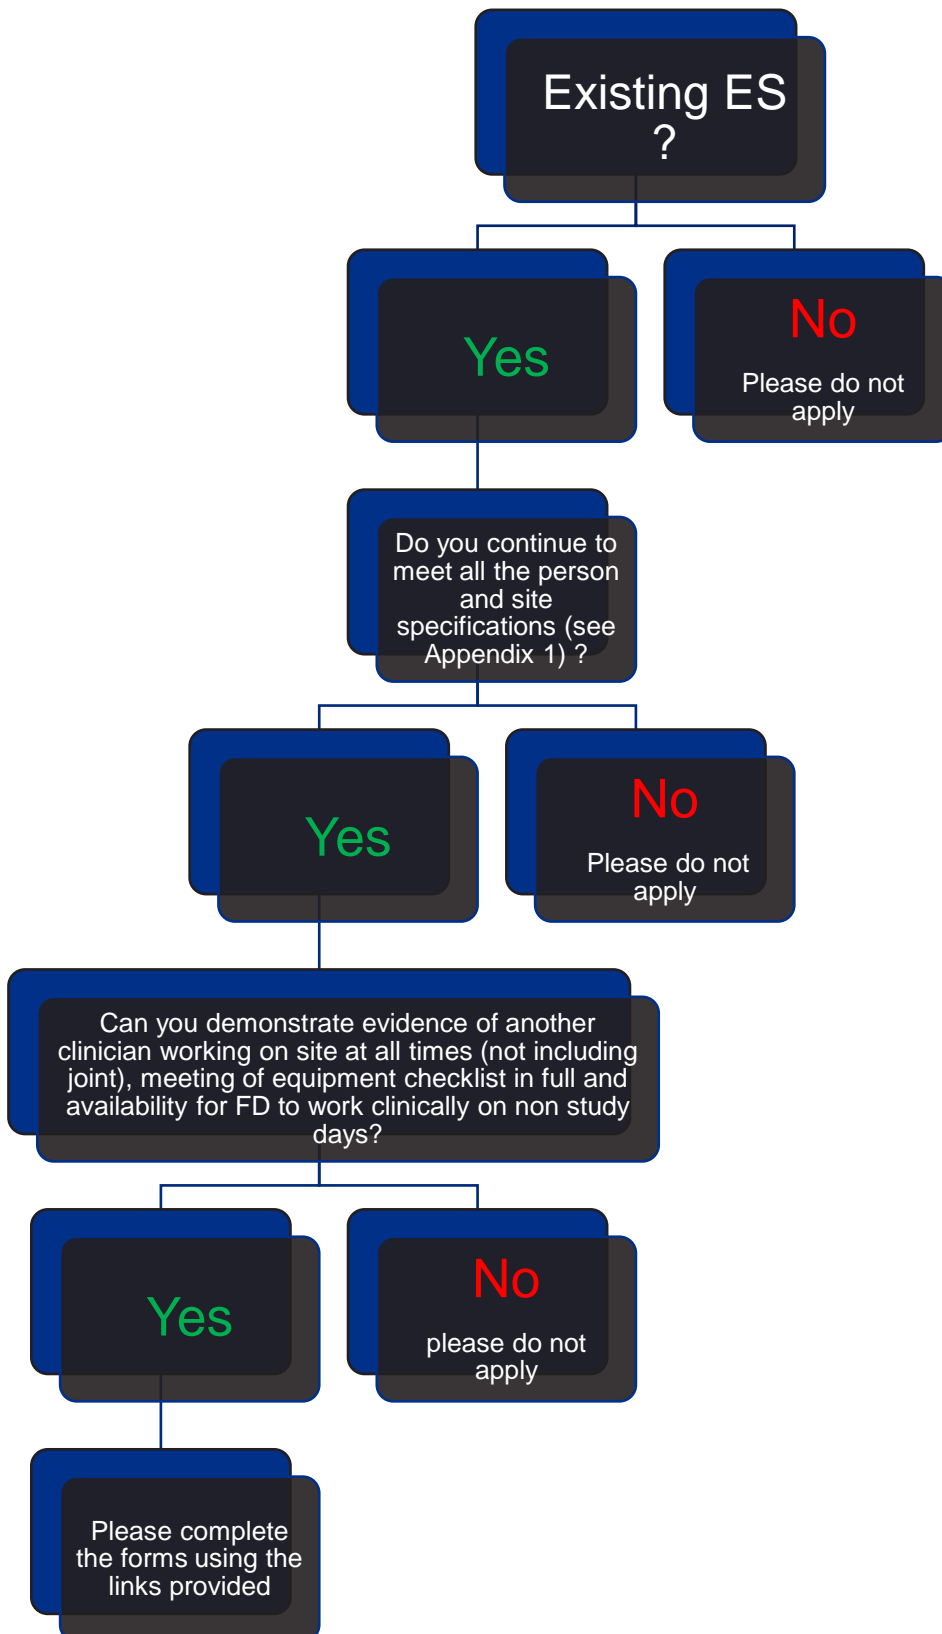 Existing ES
?
Yes
No
Please do not
apply
Do you continue to
meet all the person
and site
specifications (see
Appendix 1) ?
Yes
No
Please do not
apply
Can you demonstrate evidence of another
clinician working on site at all times (not including
joint), meeting of equipment checklist in full and
availability for FD to work clinically on non study
days?
Yes
No
please do not
apply
Please complete
the forms using the
links provided